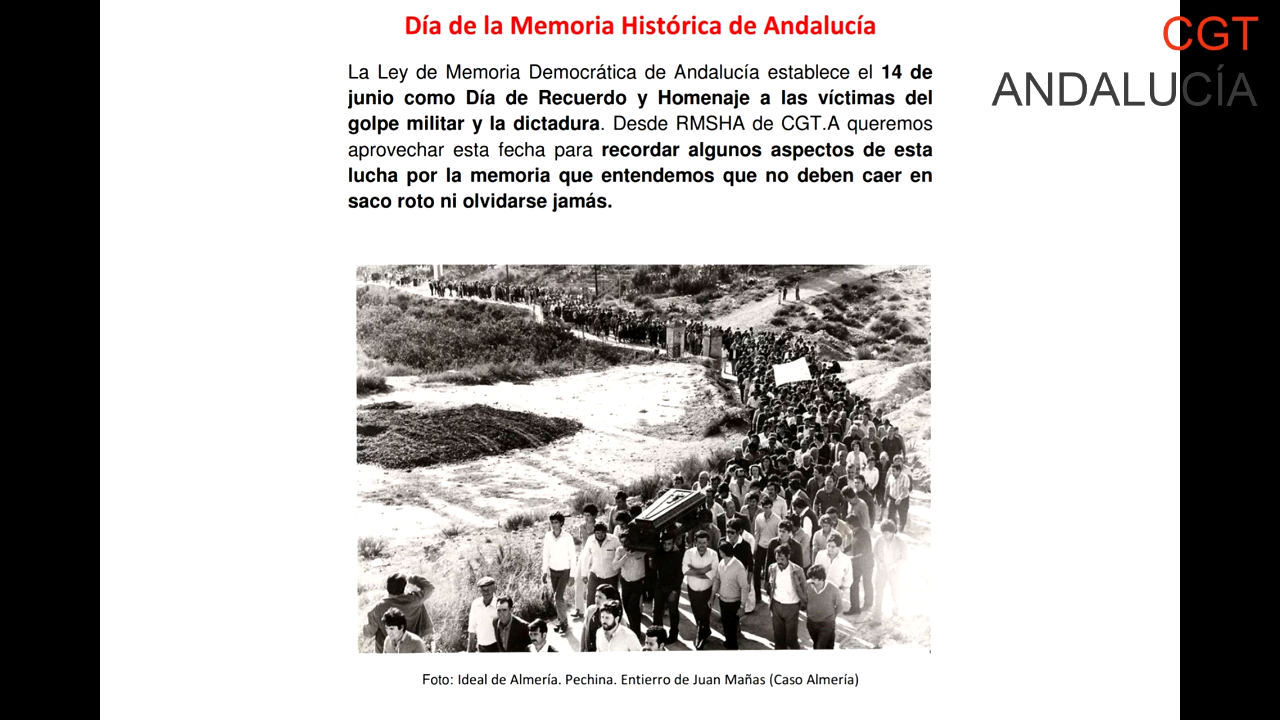 Día de la Memoria Histórica de Andalucía
CGT
ANDALUCÍA
La Ley de Memoria Democrática de Andalucía establece el 14 de
junio como Día de Recuerdo y Homenaje a las víctimas del
golpe militar y la dictadura. Desde RMSHA de CGT.A queremos
aprovechar esta fecha para recordar algunos aspectos de esta
lucha por la memoria que entendemos que no deben caer en
saco roto ni olvidarse jamás.
Foto: Ideal de Almería. Pechina. Entierro de Juan Mañas (Caso Almería)